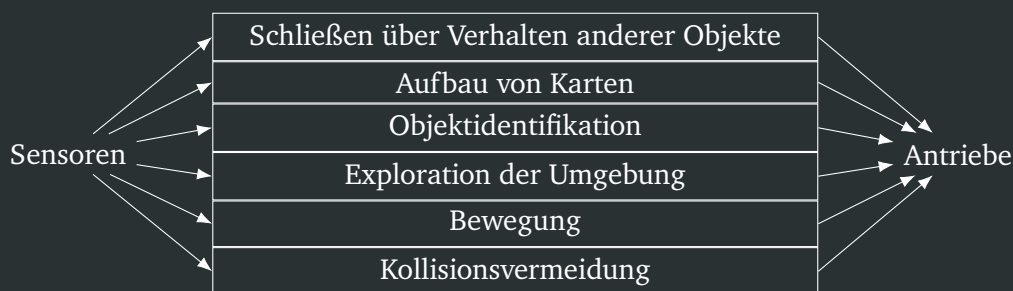 Schließen über Verhalten anderer Objekte
Aufbau von Karten
Objektidentifikation
Sensoren
Antriebe
Exploration der Umgebung
Bewegung
Kollisionsvermeidung